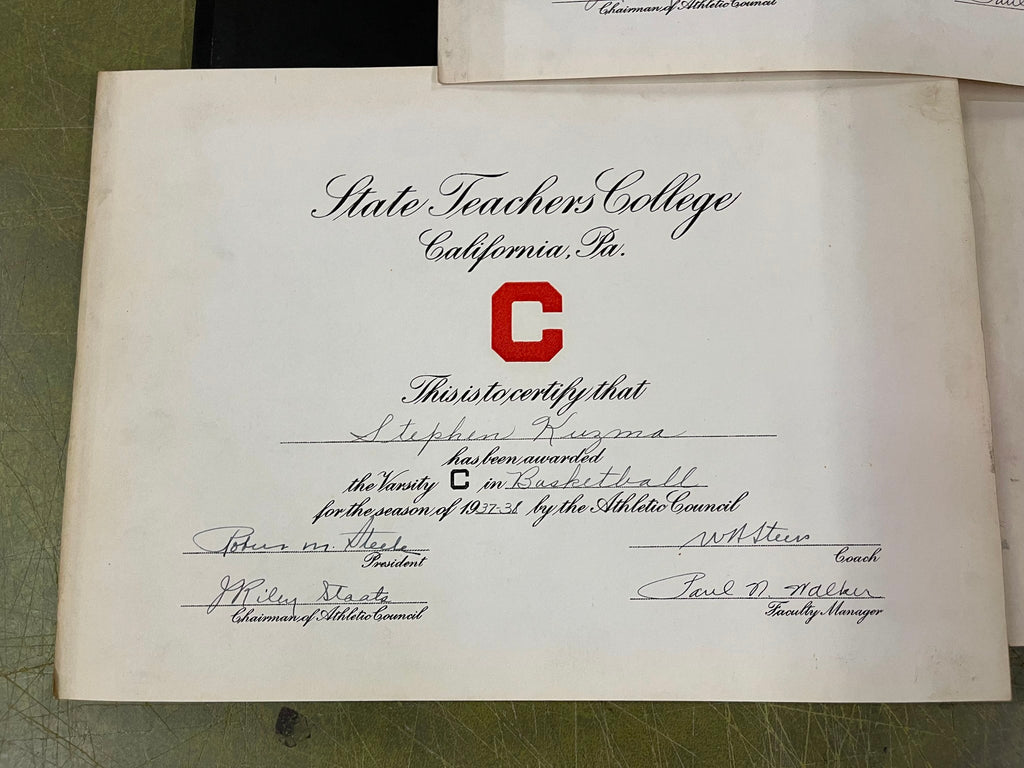 Chairman of Athletic Council
State Teachers College
California, Pa.
C
This is to certify that
Stephen Kuzma
has been awarded
the Varsity C in Basketball
for the season of 1937-38 by the Athletic Council
Robert M. Steele
President
W H Steers
Coach
J Riley Staats
Chairman of Athletic Council
Paul N. Walker
Faculty Manager